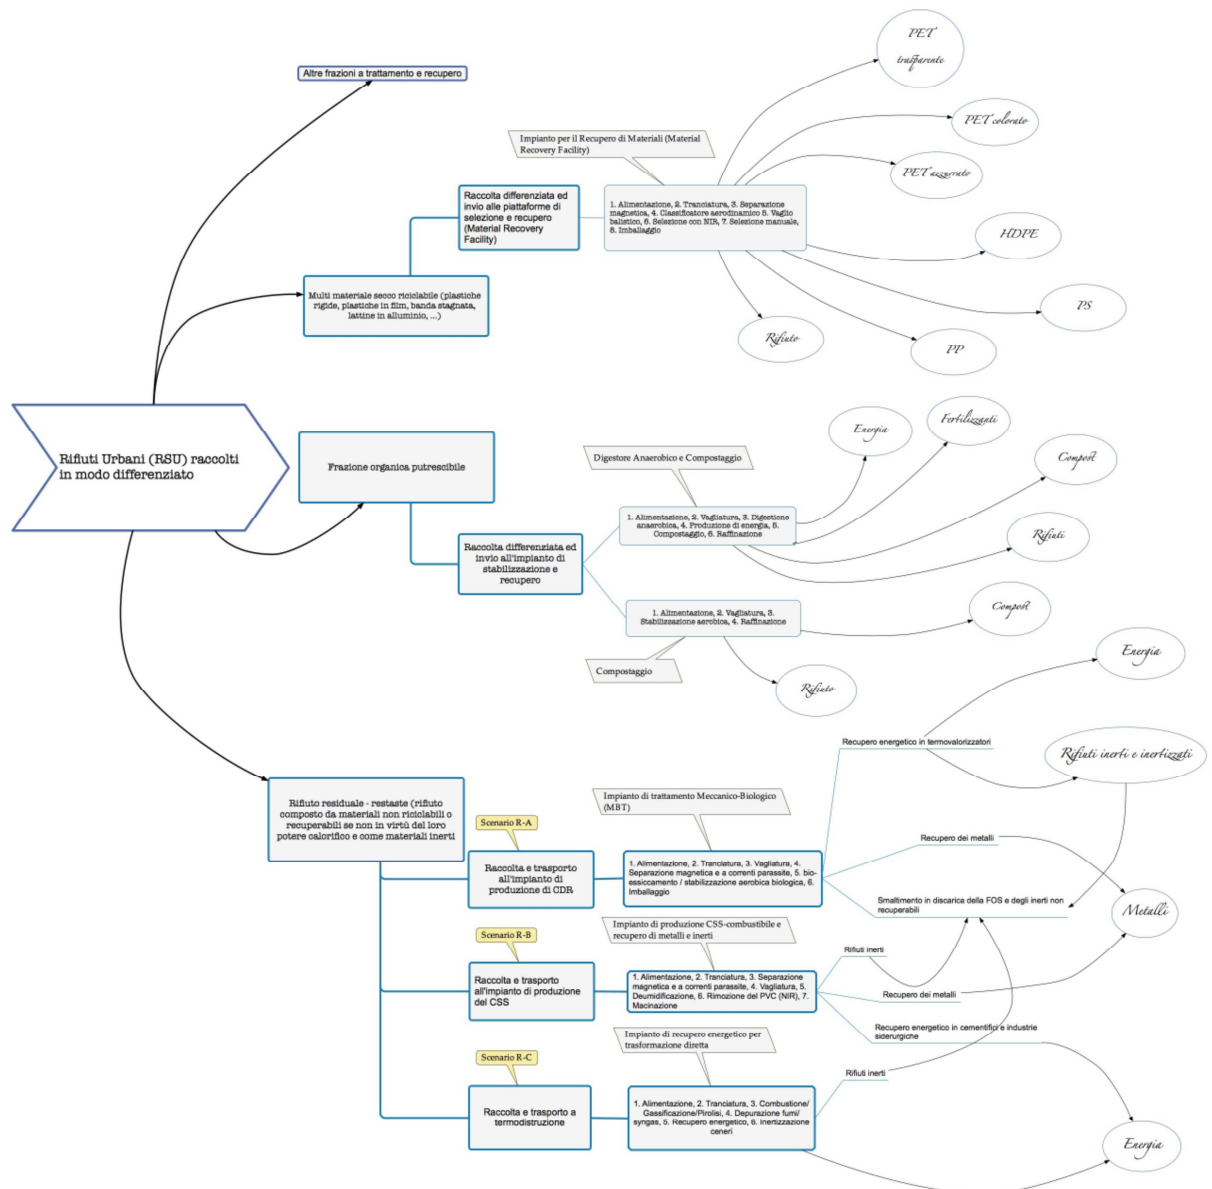 PET
trasparente
Altre frazioni a trattamento e recupero
PET colorato
Impianto per il Recupero di Materiali (Material
Recovery Facility)
PET azzurrato
Raccolta differenziata ed
invio alle piattaforme di
selezione e recupero
(Material Recovery
Facility)
1. Alimentazione, 2. Tranciatura, 3. Separazione
magnetica, 4. Classificatore aerodinamico 5. Vaglio
balistico, 6. Selezione con NIR, 7. Selezione manuale,
8. Imballaggio
HDPE
Multi materiale secco riciclabile (plastiche
rigide, plastiche in film, banda stagnata,
lattine in alluminio, ...)
PS
Rifiuto
PP
Rifiuti Urbani (RSU) raccolti
in modo differenziato
Frazione organica putrescibile
Energia
Fertilizzanti
Digestore Anaerobico e Compostaggio
Compost
1. Alimentazione, 2. Vagliatura, 3. Digestione
anaerobica, 4. Produzione di energia, 5.
Compostaggio, 6. Raffinazione
Rifiuti
Raccolta differenziata ed
invio all'impianto di
stabilizzazione e
recupero
1. Alimentazione, 2. Vagliatura, 3.
Stabilizzazione aerobica, 4. Raffinazione
Compost
Compostaggio
Rifiuto
Energia
Recupero energetico in termovalorizzatori
Rifiuti inerti e inertizzati
Rifiuto residuale - restaste (rifiuto
composto da materiali non riciclabili o
recuperabili se non in virtù del loro
potere calorifico e come materiali inerti
Impianto di trattamento Meccanico-Biologico
(MBT)
Scenario R-A
Raccolta e trasporto
all'impianto di
produzione di CDR
1. Alimentazione, 2. Tranciatura, 3. Vagliatura, 4.
Separazione magnetica e a correnti parassite, 5. bio-
essiccamento / stabilizzazione aerobica biologica, 6.
Imballaggio
Recupero dei metalli
Smaltimento in discarica della FOS e degli inerti non
recuperabili
Metalli
Impianto di produzione CSS-combustibile e
recupero di metalli e inerti
Scenario R-B
Raccolta e trasporto
all'impianto di produzione
del CSS
1. Alimentazione, 2. Tranciatura, 3. Separazione
magnetica e a correnti parassite, 4. Vagliatura, 5.
Deumidificazione, 6. Rimozione del PVC (NIR), 7.
Macinazione
Rifiuti inerti
Recupero dei metalli
Recupero energetico in cementifici e industrie
siderurgiche
Impianto di recupero energetico per
trasformazione diretta
Scenario R-C
Raccolta e trasporto a
termodistruzione
1. Alimentazione, 2. Tranciatura, 3. Combustione/
Gassificazione/Pirolisi, 4. Depurazione fumi/
syngas, 5. Recupero energetico, 6. Inertizzazione
ceneri
Rifiuti inerti
Energia